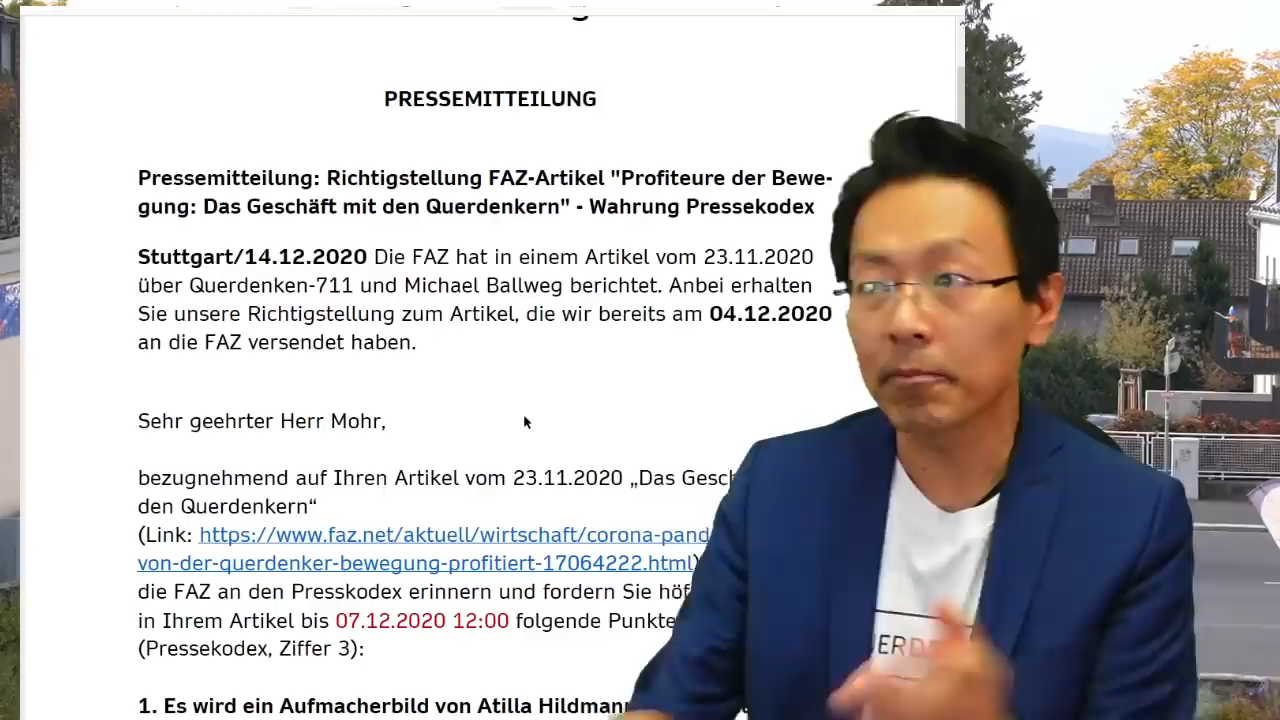 PRESSEMITTEILUNG
Pressemitteilung: Richtigstellung FAZ-Artikel "Profiteure der Bewe-
gung: Das Geschäft mit den Querdenkern" - Wahrung Pressekodex
Stuttgart/14.12.2020 Die FAZ hat in einem Artikel vom 23.11.2020
über Querdenken-711 und Michael Ballweg berichtet. Anbei erhalten
Sie unsere Richtigstellung zum Artikel, die wir bereits am 04.12.2020
an die FAZ versendet haben.
Sehr geehrter Herr Mohr,
bezugnehmend auf Ihren Artikel vom 23.11.2020 „Das Gesc
den Querdenkern“
(Link: https://www.faz.net/aktuell/wirtschaft/corona-pand
von-der-querdenker-bewegung-profitiert-17064222.html)
die FAZ an den Presskodex erinnern und fordern Sie höf
in Ihrem Artikel bis 07.12.2020 12:00 folgende Punkte
(Pressekodex, Ziffer 3):
1. Es wird ein Aufmacherbild von Atilla Hildmann